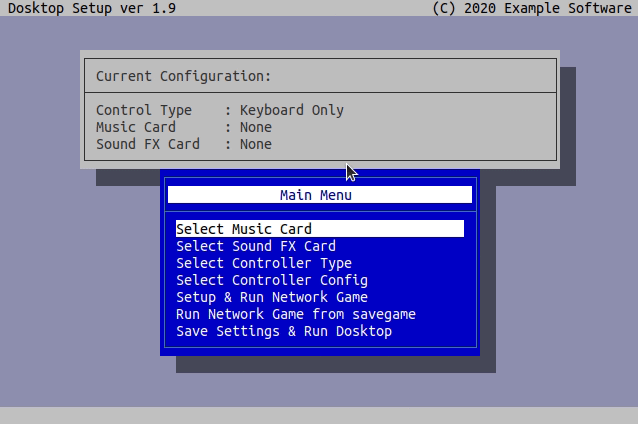 Dosktop Setup ver 1.9 (C) 2020 Example Software
Current Configuration:
Control Type : Keyboard Only
Music Card : None
Sound FX Card : None
Main Menu
Select Music Card
Select Sound FX Card
Select Controller Type
Select Controller Config
Setup & Run Network Game
Run Network Game from savegame
Save Settings & Run Dosktop